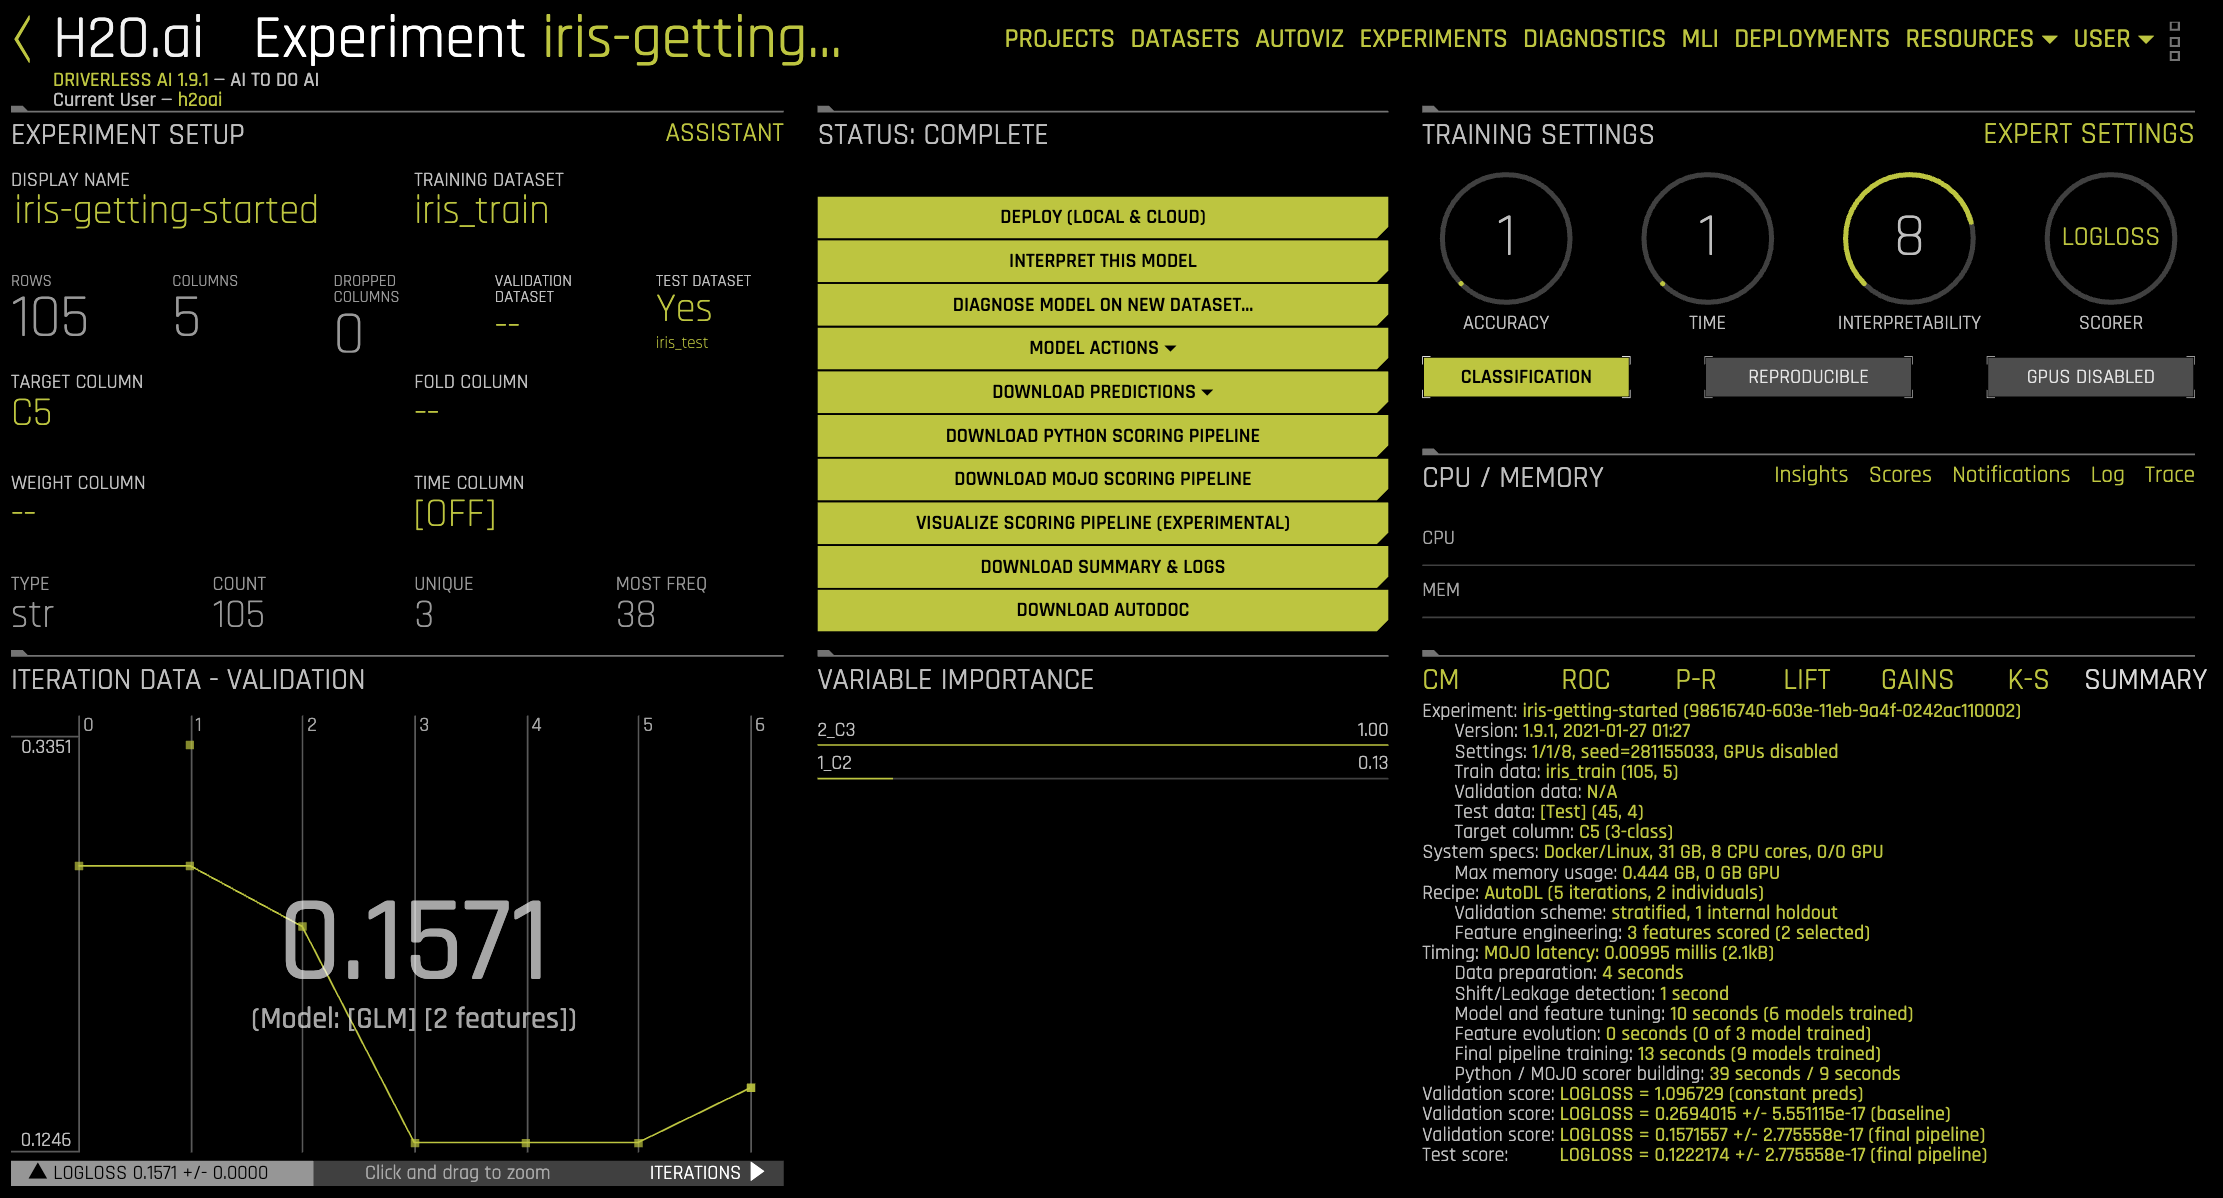 H2O.ai Experiment iris-getting...
PROJECTS DATASETS AUTOVIZ EXPERIMENTS DIAGNOSTICS MLI DEPLOYMENTS RESOURCES USER
DRIVERLESS AI 1.9.1 – AI TO DO AI
Current User – h2oai
EXPERIMENT SETUP ASSISTANT
DISPLAY NAME TRAINING DATASET
iris-getting-started iris_train
ROWS COLUMNS DROPPED COLUMNS VALIDATION DATASET TEST DATASET
105 5 0 -- Yes
iris_test
TARGET COLUMN FOLD COLUMN
C5 --
WEIGHT COLUMN TIME COLUMN
-- [OFF]
TYPE COUNT UNIQUE MOST FREQ
str 105 3 38
STATUS: COMPLETE
DEPLOY (LOCAL & CLOUD)
INTERPRET THIS MODEL
DIAGNOSE MODEL ON NEW DATASET...
MODEL ACTIONS
DOWNLOAD PREDICTIONS
DOWNLOAD PYTHON SCORING PIPELINE
DOWNLOAD MOJO SCORING PIPELINE
VISUALIZE SCORING PIPELINE (EXPERIMENTAL)
DOWNLOAD SUMMARY & LOGS
DOWNLOAD AUTODOC
TRAINING SETTINGS EXPERT SETTINGS
1 1 8 LOGLOSS
ACCURACY TIME INTERPRETABILITY SCORER
CLASSIFICATION REPRODUCIBLE GPUS DISABLED
CPU / MEMORY Insights Scores Notifications Log Trace
CPU
MEM
ITERATION DATA - VALIDATION
0 1 2 3 4 5 6
0.3351
0.1571
(Model: [GLM] [2 features])
0.1246
LOGLOSS 0.1571 +/- 0.0000 Click and drag to zoom ITERATIONS
VARIABLE IMPORTANCE
2_C3 1.00
1_C2 0.13
CM ROC P-R LIFT GAINS K-S SUMMARY
Experiment: iris-getting-started (98616740-603e-11eb-9a4f-0242ac110002)
Version: 1.9.1, 2021-01-27 01:27
Settings: 1/1/8, seed=281155033, GPUs disabled
Train data: iris_train (105, 5)
Validation data: N/A
Test data: [Test] (45, 4)
Target column: C5 (3-class)
System specs: Docker/Linux, 31 GB, 8 CPU cores, 0/0 GPU
Max memory usage: 0.444 GB, 0 GB GPU
Recipe: AutoDL (5 iterations, 2 individuals)
Validation scheme: stratified, 1 internal holdout
Feature engineering: 3 features scored (2 selected)
Timing: MOJO latency: 0.00995 millis (2.1kB)
Data preparation: 4 seconds
Shift/Leakage detection: 1 second
Model and feature tuning: 10 seconds (6 models trained)
Feature evolution: 0 seconds (0 of 3 model trained)
Final pipeline training: 13 seconds (9 models trained)
Python / MOJO scorer building: 39 seconds / 9 seconds
Validation score: LOGLOSS = 1.096729 (constant preds)
Validation score: LOGLOSS = 0.2694015 +/- 5.551115e-17 (baseline)
Validation score: LOGLOSS = 0.1571557 +/- 2.775558e-17 (final pipeline)
Test score: LOGLOSS = 0.1222174 +/- 2.775558e-17 (final pipeline)